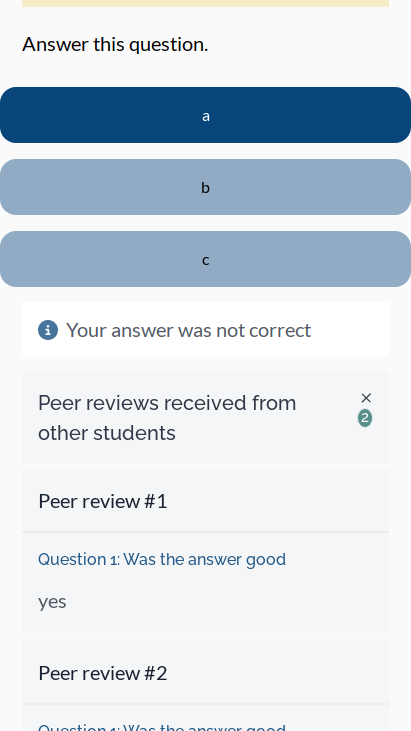 Answer this question.
a
b
c
Your answer was not correct
Peer reviews received from
other students
2
Peer review #1
Question 1: Was the answer good
yes
Peer review #2
Question 1: Was the answer good